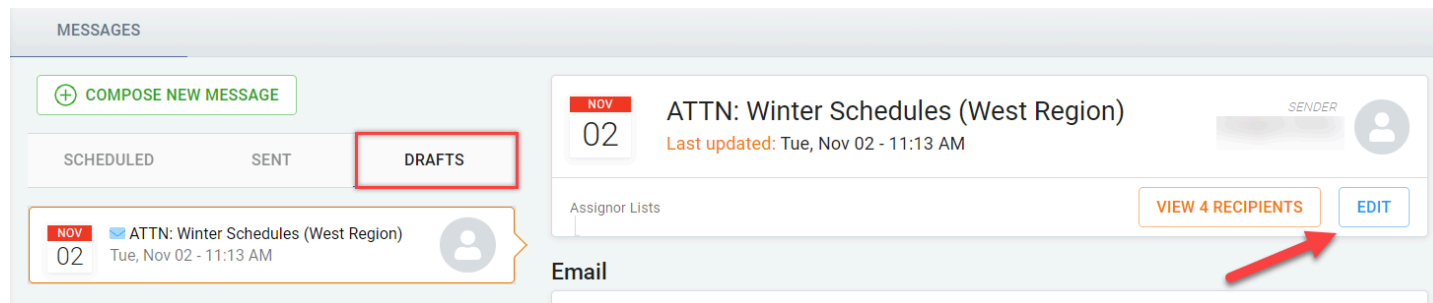 MESSAGES
COMPOSE NEW MESSAGE
SCHEDULED SENT DRAFTS
NOV
02
ATTN: Winter Schedules (West Region)
Tue, Nov 02 - 11:13 AM
NOV
02
ATTN: Winter Schedules (West Region)
Last updated: Tue, Nov 02 - 11:13 AM
SENDER
Assignor Lists
VIEW 4 RECIPIENTS
EDIT
Email